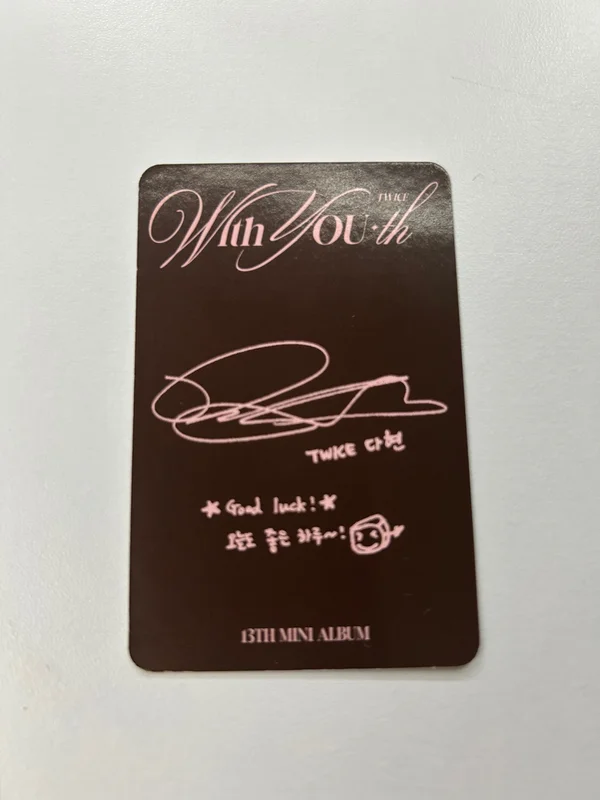 TWICE
With YOU-th
TWICE 다현
*Good luck!*
오늘도 좋은 하루~!
13TH MINI ALBUM